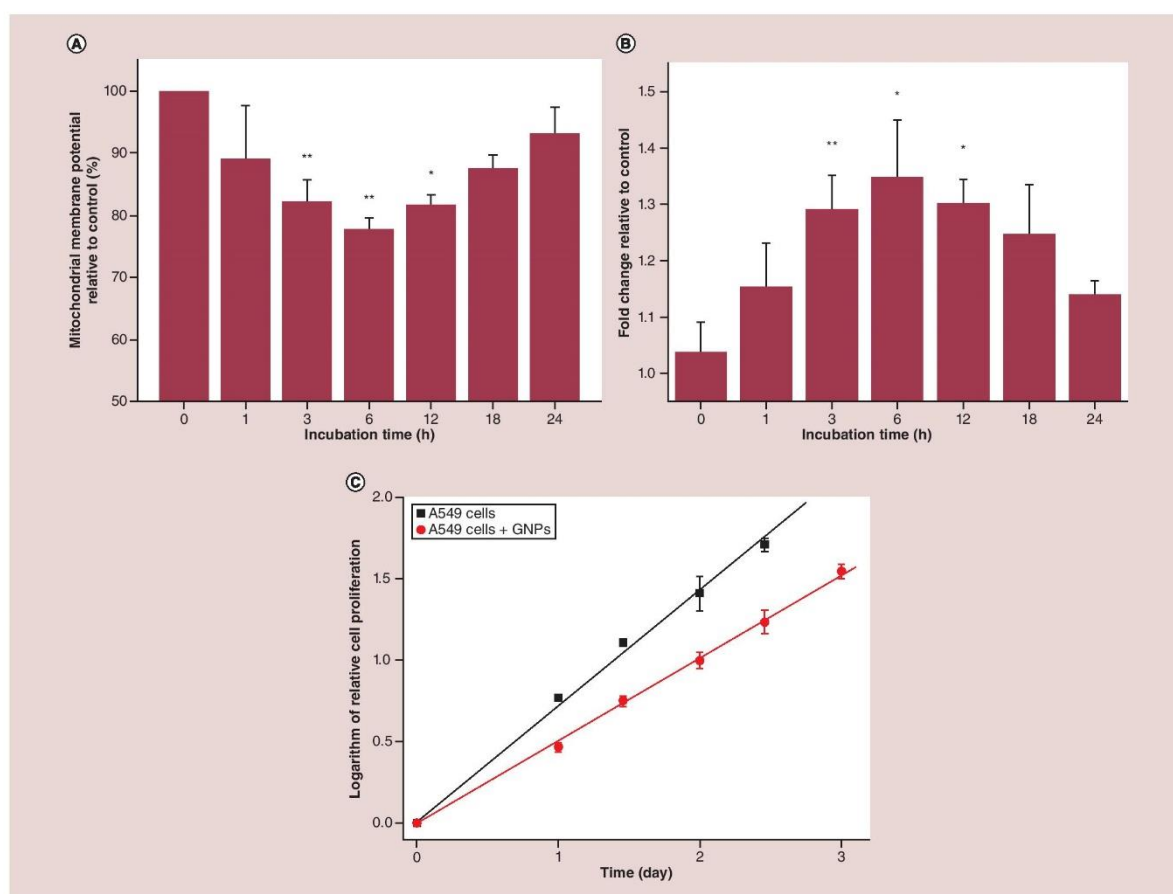 A
Mitochondrial membrane potential
relative to control (%)
100
90
80
70
60
50
**
**
*
0 1 3 6 12 18 24
Incubation time (h)
B
Fold change relative to control
1.5
1.4
1.3
1.2
1.1
1.0
**
*
*
0 1 3 6 12 18 24
Incubation time (h)
C
Logarithm of relative cell proliferation
2.0
1.5
1.0
0.5
0.0
A549 cells
A549 cells + GNPs
0 1 2 3
Time (day)